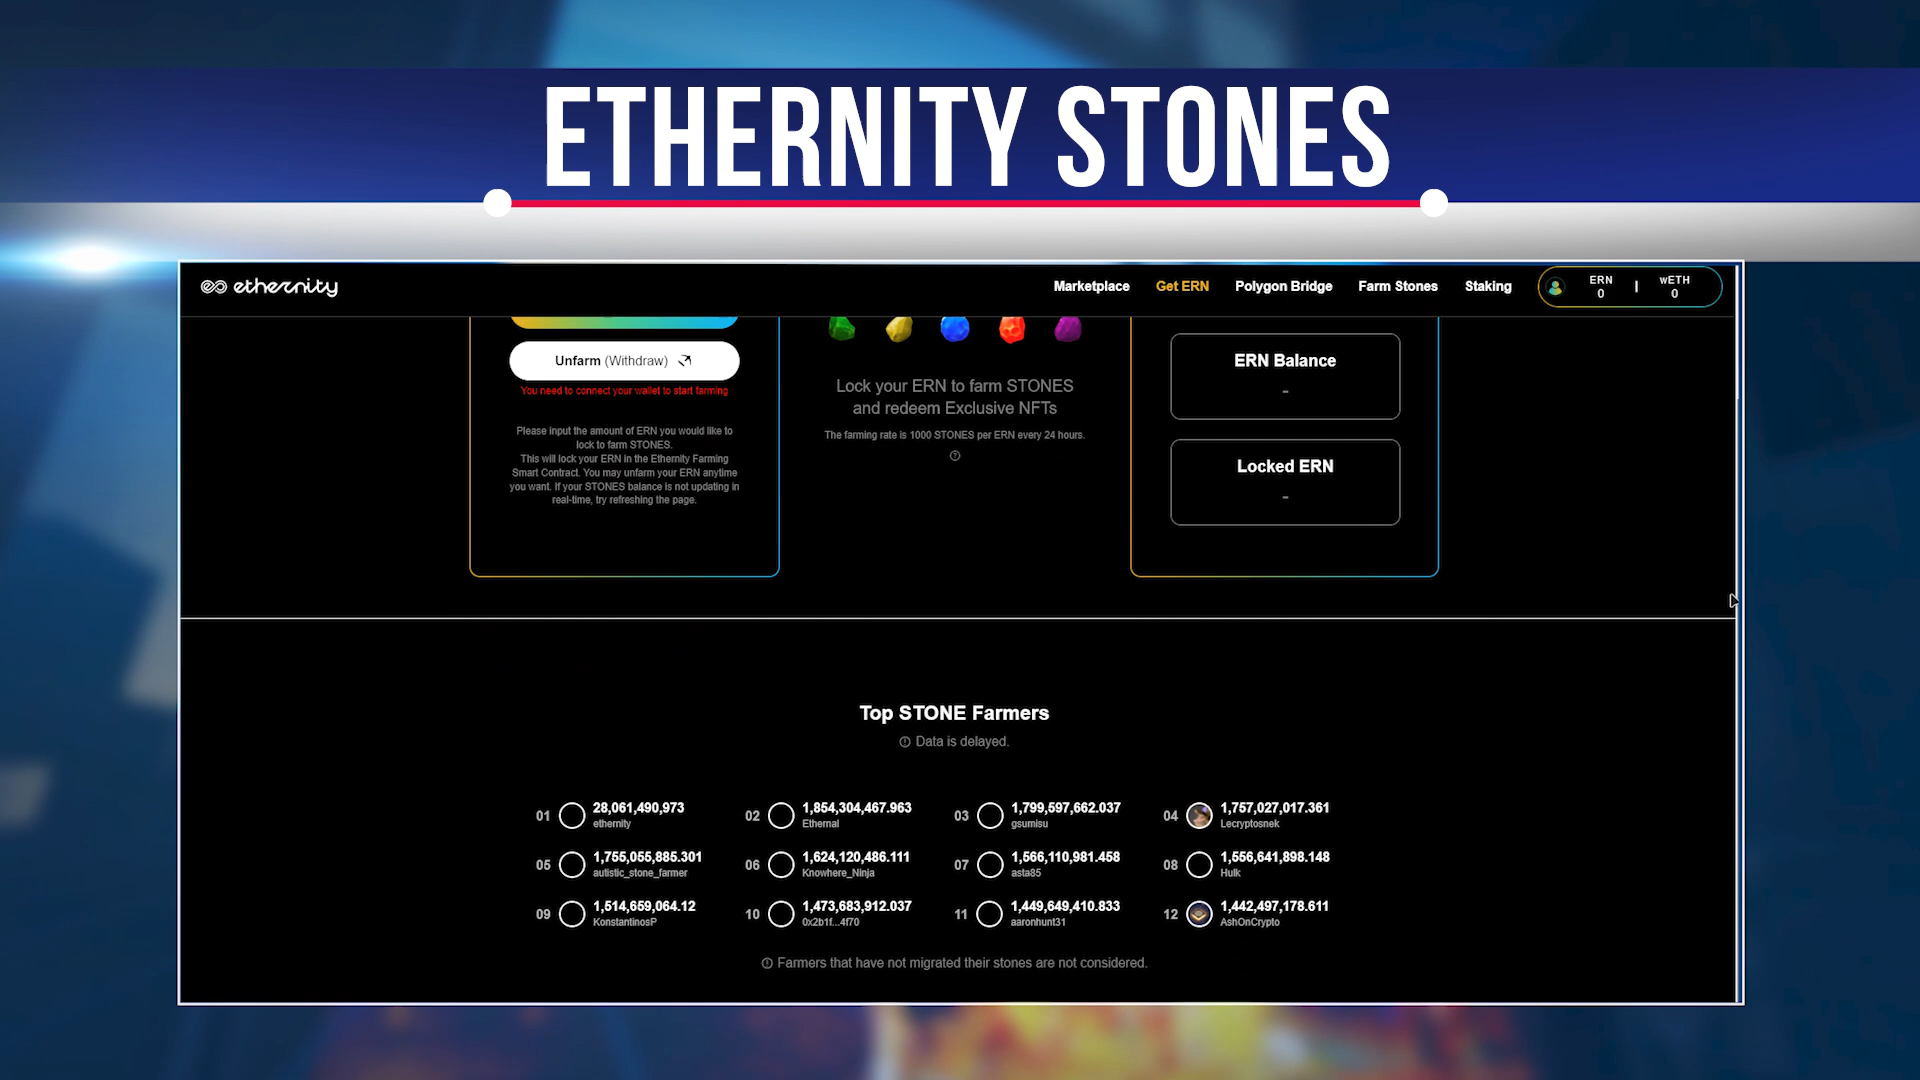 ETHERNITY STONES
ethernity
Marketplace
Get ERN
Polygon Bridge
Farm Stones
Staking
ERN
0
|
wETH
0
Unfarm (Withdraw)
You need to connect your wallet to start farming
Please input the amount of ERN you would like to
lock to farm STONES.
This will lock your ERN in the Ethernity Farming
Smart Contract. You may unfarm your ERN anytime
you want. If your STONES balance is not updating in
real-time, try refreshing the page.
Lock your ERN to farm STONES
and redeem Exclusive NFTs
The farming rate is 1000 STONES per ERN every 24 hours.
ERN Balance
-
Locked ERN
-
Top STONE Farmers
Data is delayed.
01
28,061,490,973
ethernity
02
1,854,304,467.963
Ethernal
03
1,799,597,662.037
gsumisu
04
1,757,027,017.361
Lecryptosnek
05
1,755,055,885.301
autistic_stone_farmer
06
1,624,120,486.111
Knowhere_Ninja
07
1,566,110,981.458
asta85
08
1,556,641,898.148
Hulk
09
1,514,659,064.12
KonstantinosP
10
1,473,683,912.037
0x2b1f...4f70
11
1,449,649,410.833
aaronhunt31
12
1,442,497,178.611
AshOnCrypto
Farmers that have not migrated their stones are not considered.